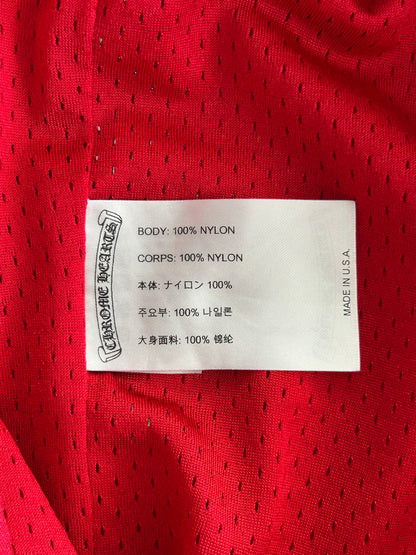 CHROME HEARTS
BODY: 100% NYLON
CORPS: 100% NYLON
本体: ナイロン 100%
주요부: 100% 나일론
大身面料: 100% 锦纶
MADE IN U.S.A.